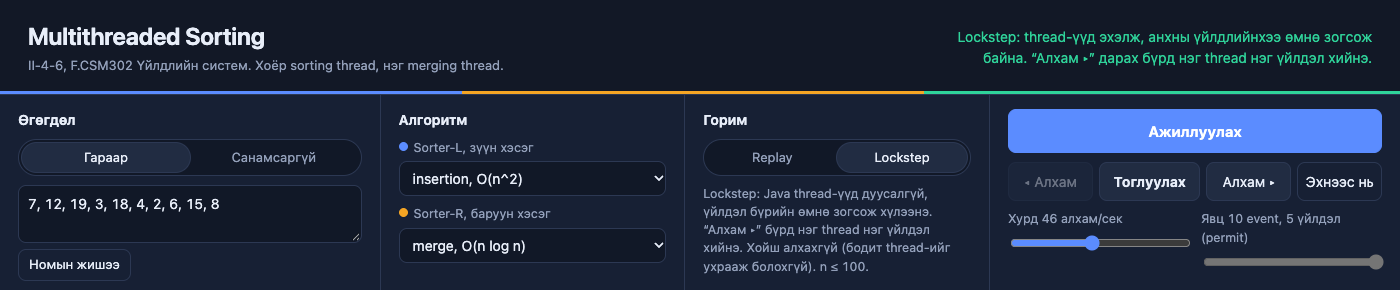 Multithreaded Sorting
II-4-6, F.CSM302 Үйлдлийн систем. Хоёр sorting thread, нэг merging thread.
Lockstep: thread-үүд эхэлж, анхны үйлдлийнхээ өмнө зогсож
байна. “Алхам ▸” дарах бүрд нэг thread нэг үйлдэл хийнэ.
Өгөгдөл
Гараар
Санамсаргүй
7, 12, 19, 3, 18, 4, 2, 6, 15, 8
Номын жишээ
Алгоритм
Sorter-L, зүүн хэсэг
insertion, O(n^2)
Sorter-R, баруун хэсэг
merge, O(n log n)
Горим
Replay
Lockstep
Lockstep: Java thread-үүд дуусалгүй,
үйлдэл бүрийн өмнө зогсож хүлээнэ.
“Алхам ▸” бүрд нэг thread нэг үйлдэл
хийнэ. Хойш алхахгүй (бодит thread-ийг
ухрааж болохгүй). n ≤ 100.
Ажиллуулах
◂ Алхам
Тоглуулах
Алхам ▸
Эхнээс нь
Хурд 46 алхам/сек
Явц 10 event, 5 үйлдэл
(permit)